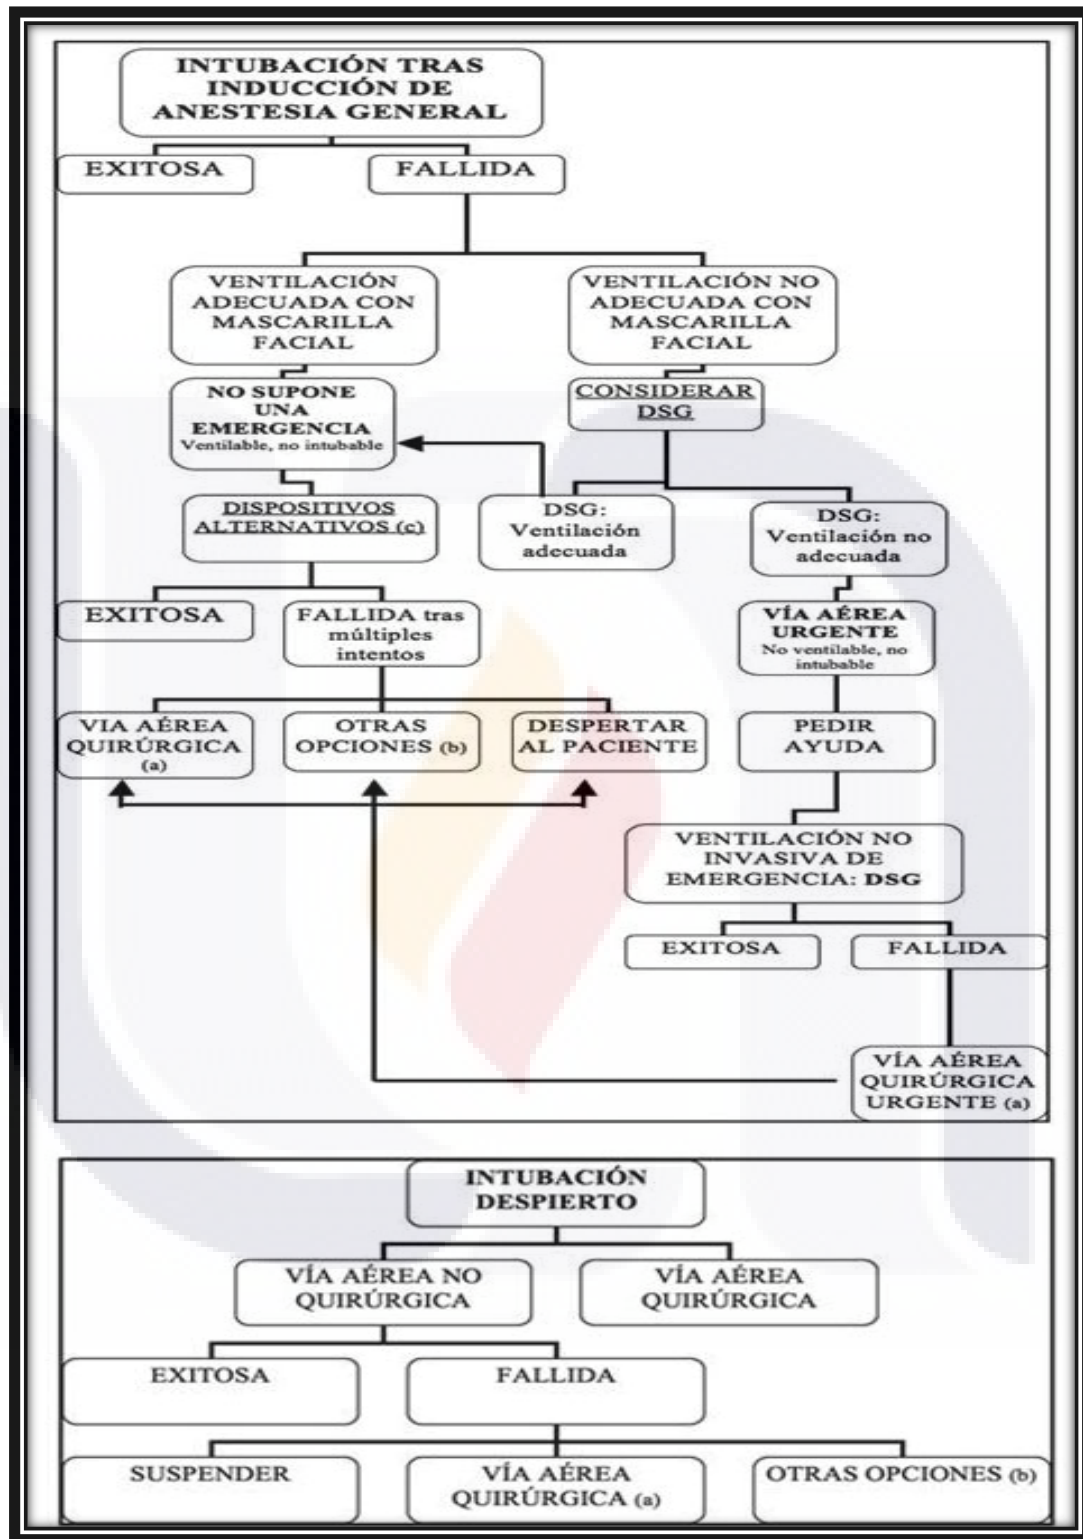 INTUBACIÓN TRAS
INDUCCIÓN DE
ANESTESIA GENERAL
EXITOSA
FALLIDA
VENTILACIÓN
ADECUADA CON
MASCARILLA
FACIAL
VENTILACIÓN NO
ADECUADA CON
MASCARILLA
FACIAL
NO SUPONE
UNA
EMERGENCIA
Ventilable, no intubable
CONSIDERAR
DSG
DISPOSITIVOS
ALTERNATIVOS (c)
DSG:
Ventilación
adecuada
DSG:
Ventilación no
adecuada
EXITOSA
FALLIDA tras
múltiples
intentos
VÍA AÉREA
URGENTE
No ventilable, no
intubable
VIA AÉREA
QUIRÚRGICA
(a)
OTRAS
OPCIONES (b)
DESPERTAR
AL PACIENTE
PEDIR
AYUDA
VENTILACIÓN NO
INVASIVA DE
EMERGENCIA: DSG
EXITOSA
FALLIDA
VÍA AÉREA
QUIRÚRGICA
URGENTE (a)
INTUBACIÓN
DESPIERTO
VÍA AÉREA NO
QUIRÚRGICA
VÍA AÉREA
QUIRÚRGICA
EXITOSA
FALLIDA
SUSPENDER
VÍA AÉREA
QUIRÚRGICA (a)
OTRAS OPCIONES (b)